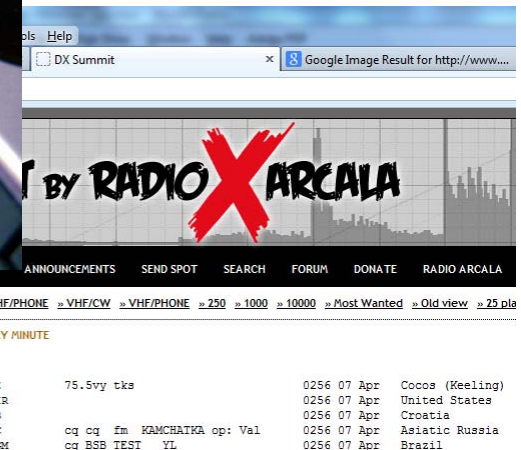 ols Help
DX Summit × Google Image Result for http://www....
T BY RADIO X ARCALA
ANNOUNCEMENTS SEND SPOT SEARCH FORUM DONATE RADIO ARCALA
HF/PHONE » VHF/CW » VHF/PHONE » 250 » 1000 » 10000 » Most Wanted » Old view » 25 pla
Y MINUTE
75.5vy tks 0256 07 Apr Cocos (Keeling)
R 0256 07 Apr United States
0256 07 Apr Croatia
cq cq fm KAMCHATKA op: Val 0256 07 Apr Asiatic Russia
M cq BSB TEST YL 0256 07 Apr Brazil